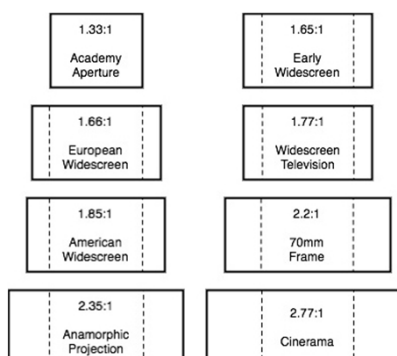 1.33:1
Academy
Aperture
1.65:1
Early
Widescreen
1.66:1
European
Widescreen
1.77:1
Widescreen
Television
1.85:1
American
Widescreen
2.2:1
70mm
Frame
2.35:1
Anamorphic
Projection
2.77:1
Cinerama